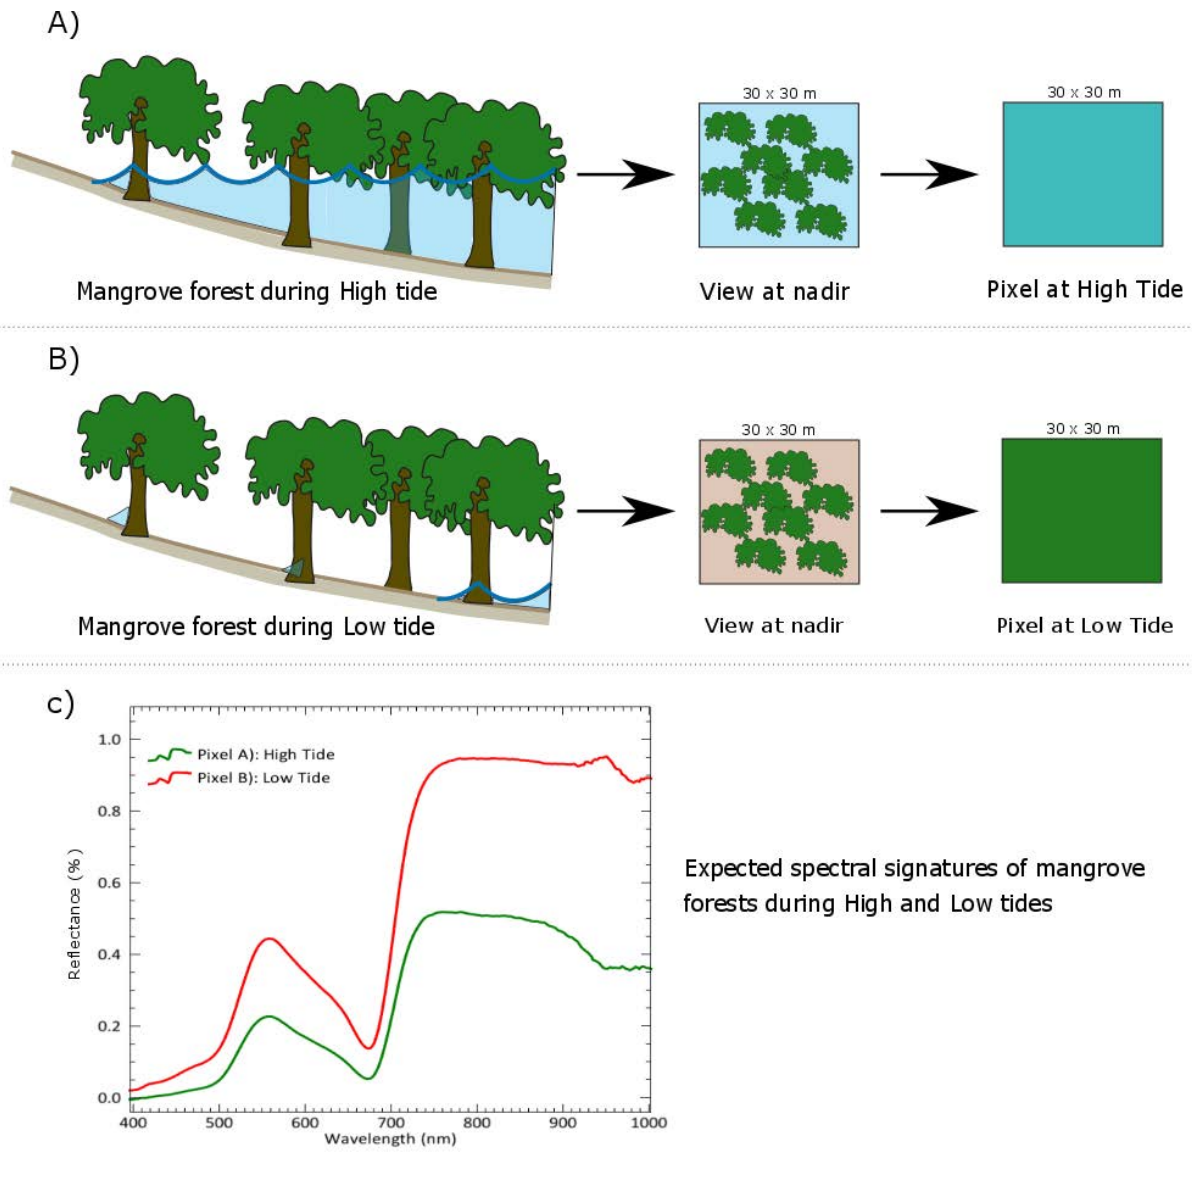 A)
30 x 30 m
30 x 30 m
Mangrove forest during High tide
View at nadir
Pixel at High Tide
B)
30 x 30 m
30 x 30 m
Mangrove forest during Low tide
View at nadir
Pixel at Low Tide
c)
1.0
0.8
0.6
0.4
0.2
0.0
Reflectance (%)
Pixel A): High Tide
Pixel B): Low Tide
400 500 600 700 800 900 1000
Wavelength (nm)
Expected spectral signatures of mangrove
forests during High and Low tides